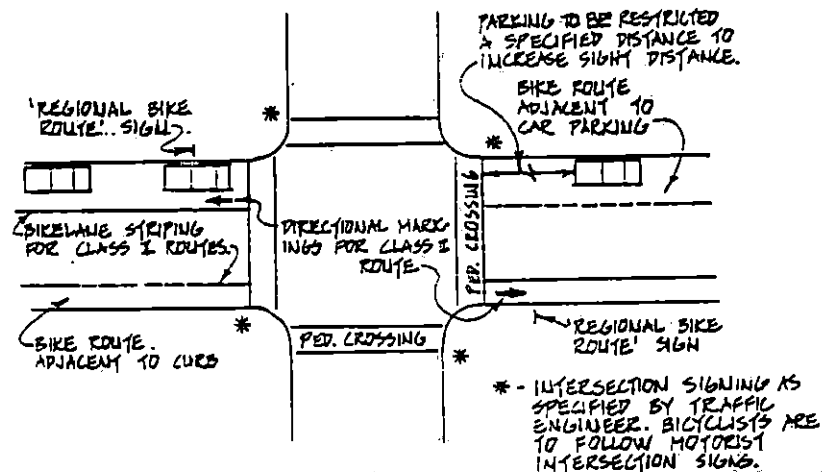 PARKING TO BE RESTRICTED
A SPECIFIED DISTANCE TO
INCREASE SIGHT DISTANCE.
BIKE ROUTE
ADJACENT TO
CAR PARKING
'REGIONAL BIKE
ROUTE'.. SIGN.
*
*
BIKELANE STRIPING
FOR CLASS I ROUTES.
DIRECTIONAL MARK-
INGS FOR CLASS I
ROUTE
PED. CROSSING
BIKE ROUTE.
ADJACENT TO CURB
*
PED. CROSSING
*
'REGIONAL BIKE
ROUTE' SIGN
* - INTERSECTION SIGNING AS
SPECIFIED BY TRAFFIC
ENGINEER. BICYCLISTS ARE
TO FOLLOW MOTORIST
INTERSECTION SIGNS.